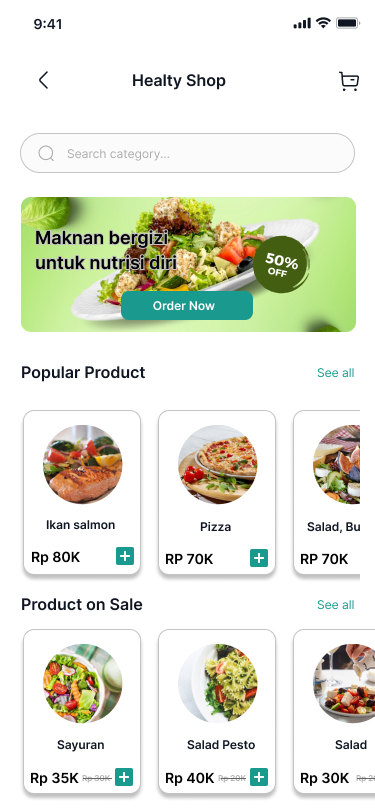 9:41
Healty Shop
Search category...
Maknan bergizi
untuk nutrisi diri
50%
OFF
Order Now
Popular Product
See all
Ikan salmon
Pizza
Salad, Bu
Rp 80K
RP 70K
RP 70K
Product on Sale
See all
Sayuran
Salad Pesto
Salad
Rp 35K Rp 30K
Rp 40K Rp 20K
Rp 30K Rp 20